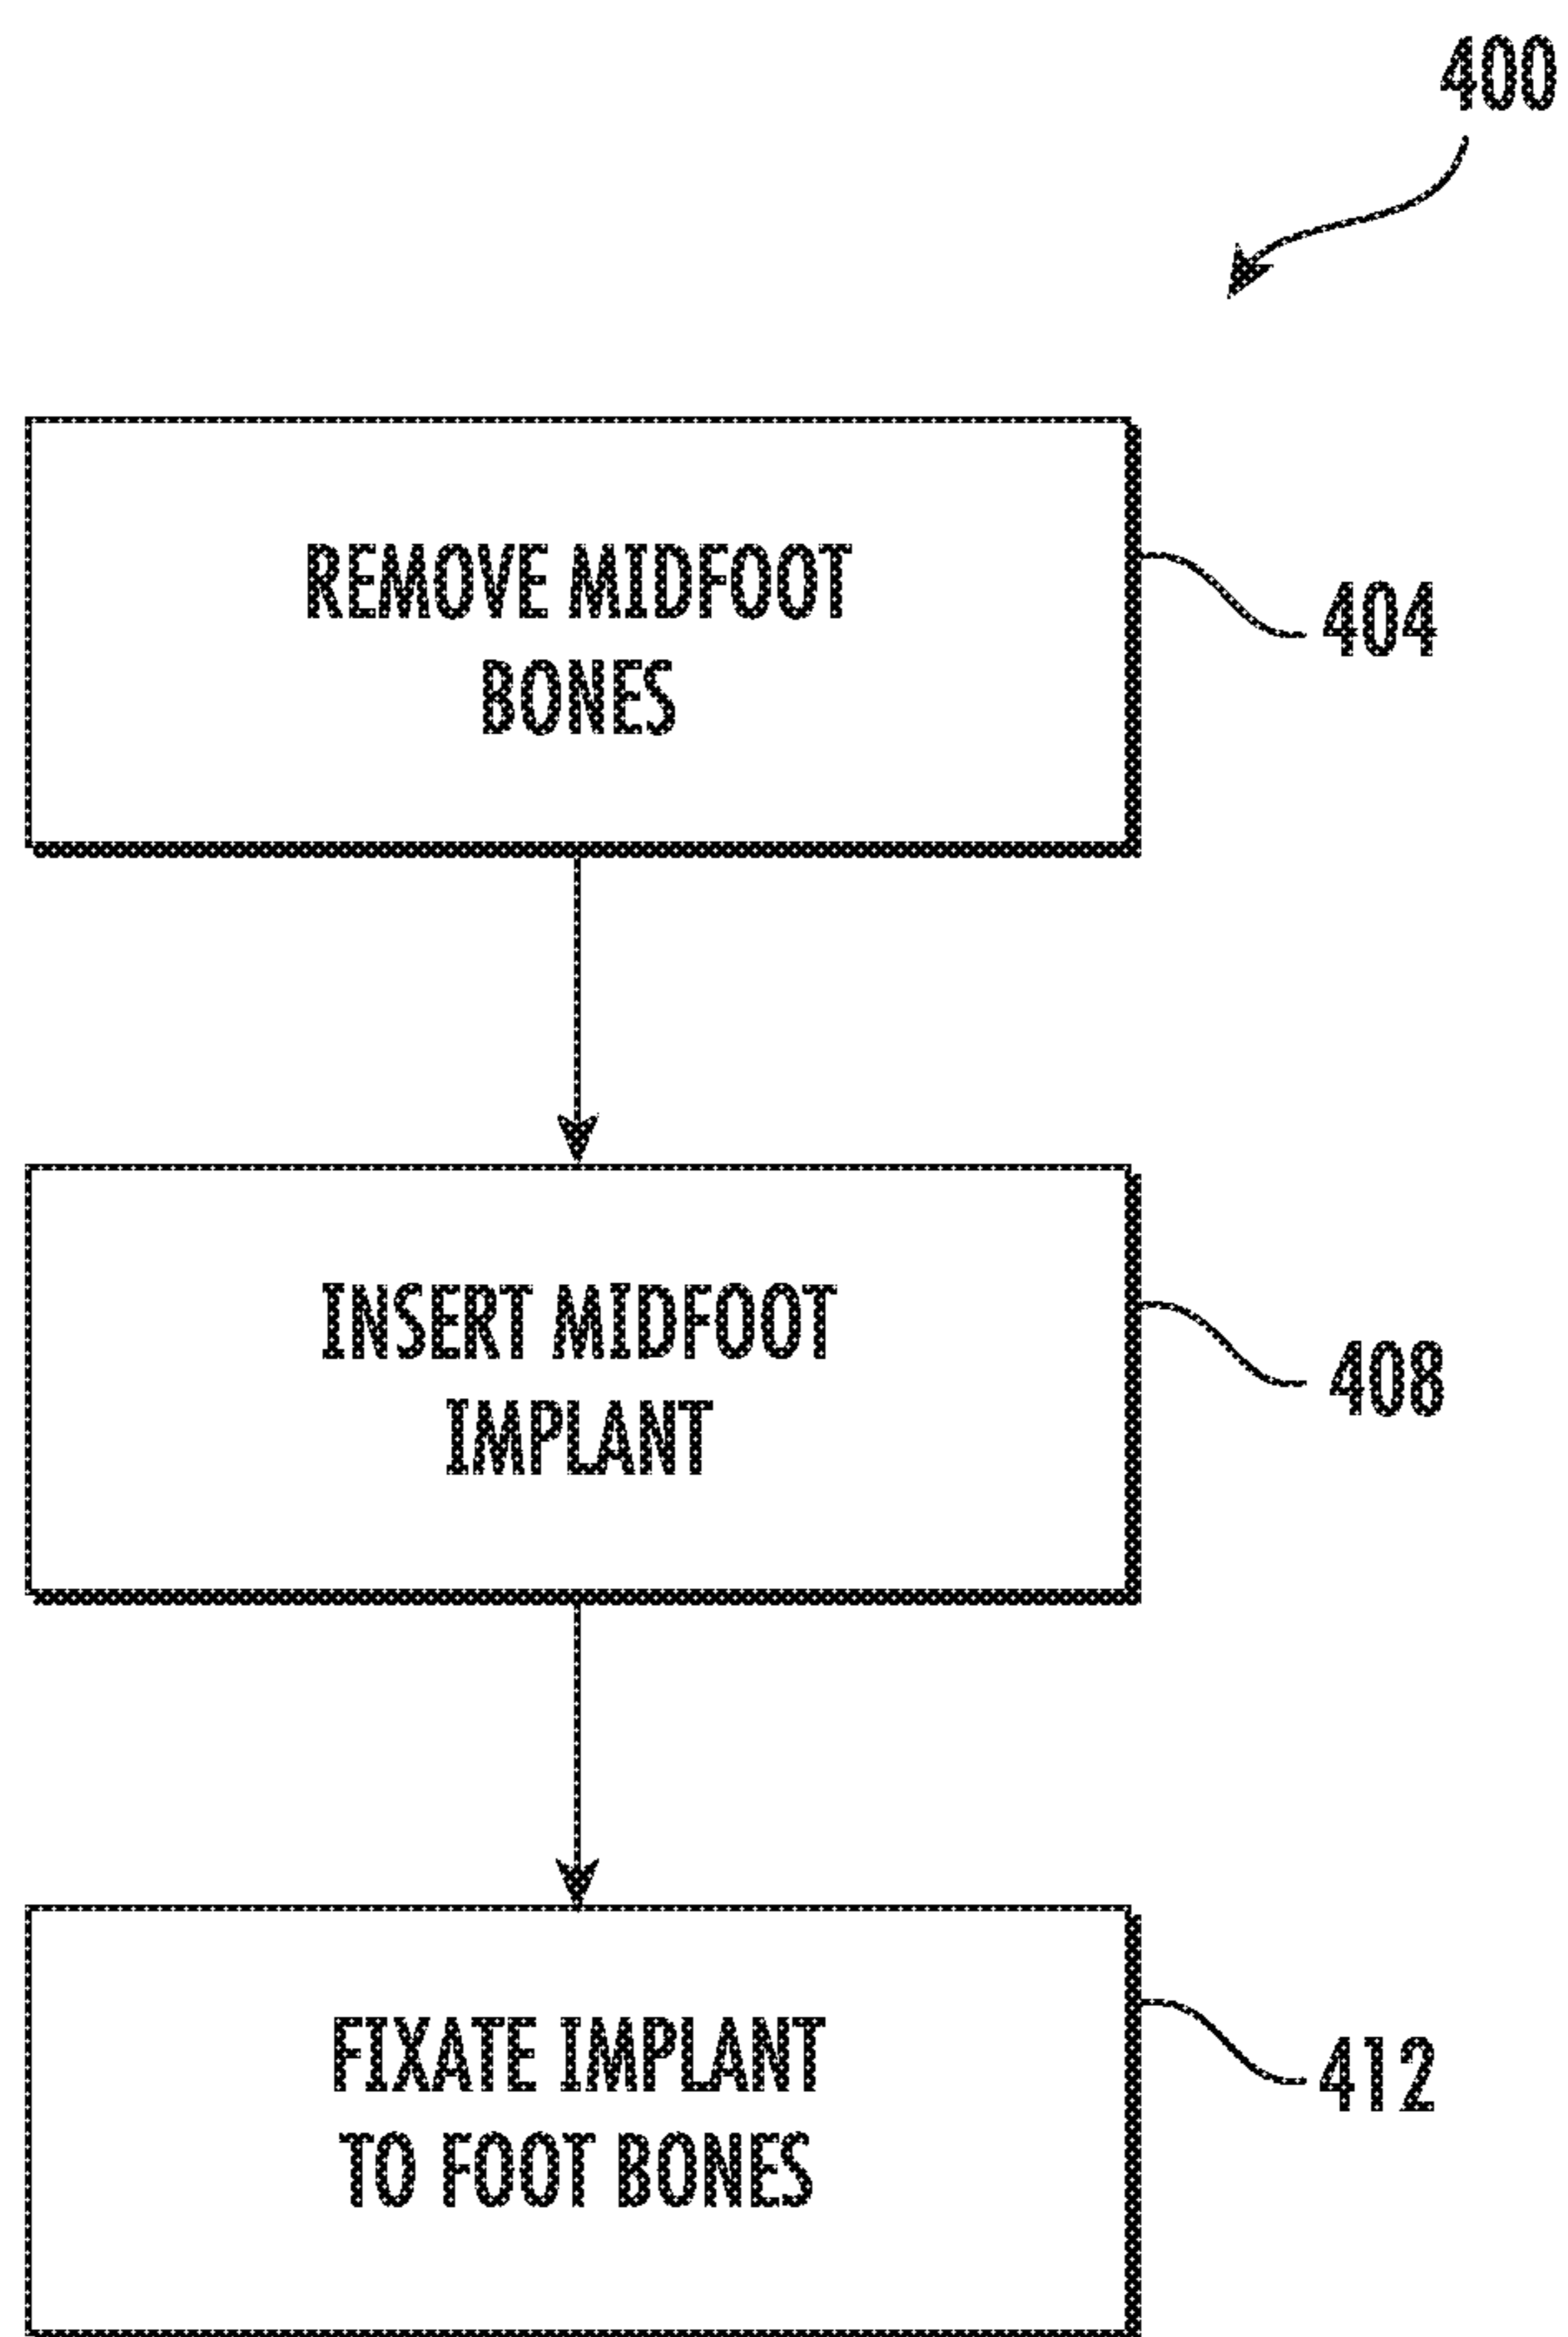 400
REMOVE MIDFOOT
BONES
404
INSERT MIDFOOT
IMPLANT
408
FIXATE IMPLANT
TO FOOT BONES
412